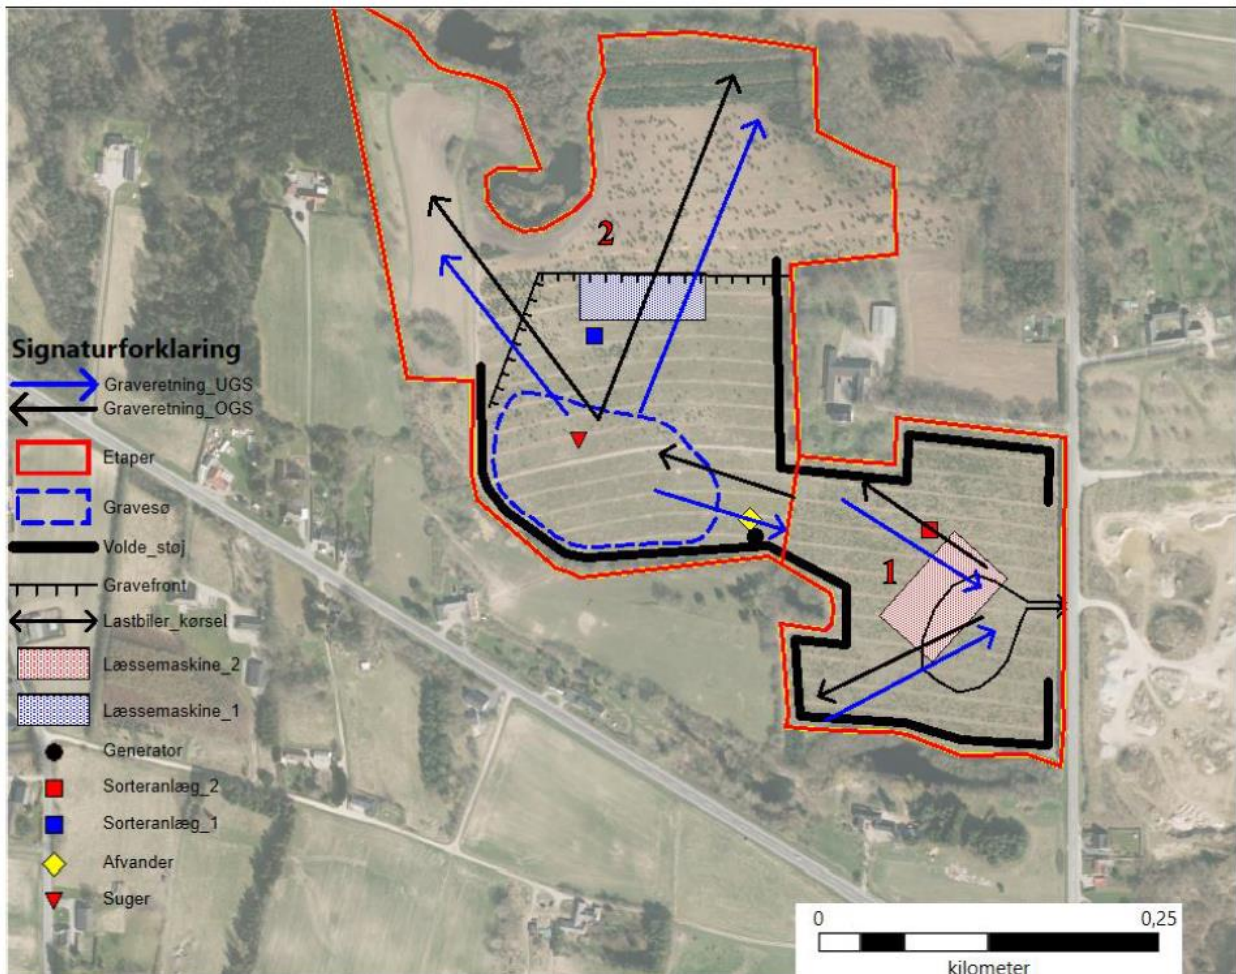 2
Signaturforklaring
Graveretning_UGS
Graveretning_OGS
Etaper
Gravesø
Volde_støj
Gravefront
Lastbiler_kørsel
Læssemaskine_2
Læssemaskine_1
Generator
Sorteranlæg_2
Sorteranlæg_1
Afvander
Suger
1
0 0,25
kilometer